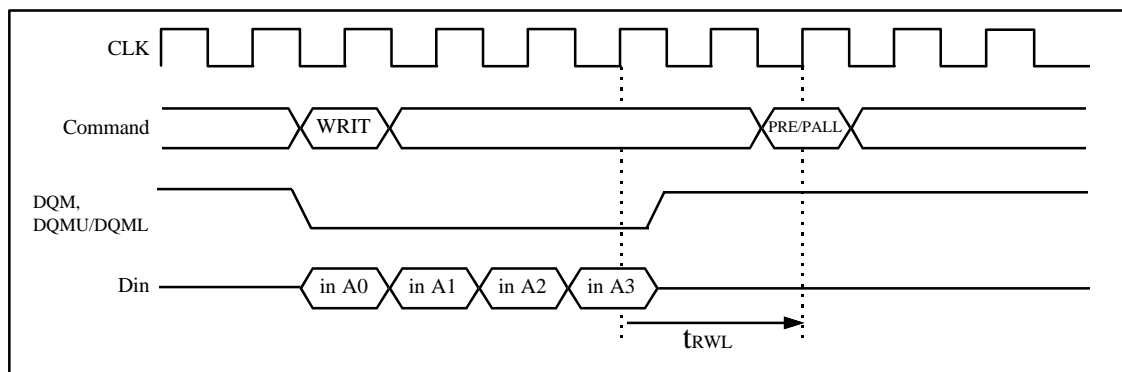 CLK
Command
WRIT
PRE/PALL
DQM,
DQMU/DQML
Din
in A0
in A1
in A2
in A3
tRWL